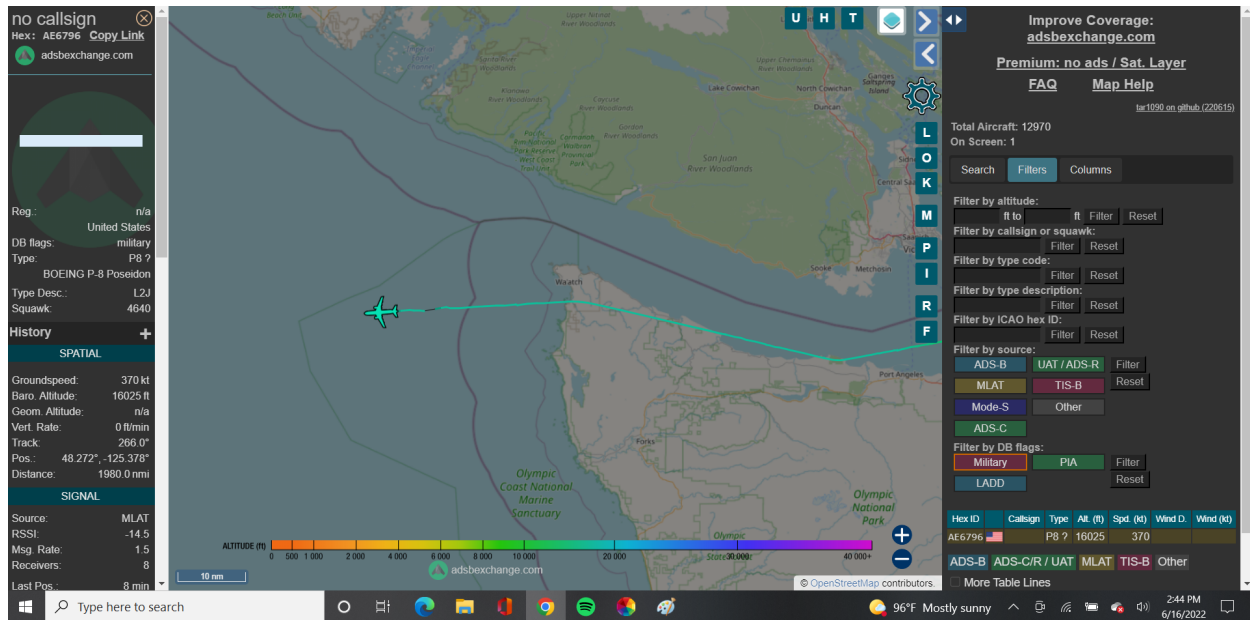 no callsign
Hex: AE6796 Copy Link
adsbexchange.com
Reg.: n/a
United States
DB flags: military
Type: P8 ?
BOEING P-8 Poseidon
Type Desc.: L2J
Squawk: 4640
History +
SPATIAL
Groundspeed: 370 kt
Baro. Altitude: 16025 ft
Geom. Altitude: n/a
Vert. Rate: 0 ft/min
Track: 266.0°
Pos.: 48.272°, -125.378°
Distance: 1980.0 nmi
SIGNAL
Source: MLAT
RSSI: -14.5
Msg. Rate: 1.5
Receivers: 8
Last Pos.: 8 min
U H T
L
O
K
M
P
I
R
F
Lake Cowchan
North Cowichan
Ganges
Saltspring
Island
Duncan
San Juan
River Woodlands
Gordon
River Woodlands
Central Saa
Sooke
Metchosin
Port Angeles
Forks
Olympic
Coast National
Marine
Sanctuary
Olympic
National
Park
ALTITUDE (ft)
0 500 1 000 2 000 4 000 6 000 8 000 10 000 20 000 30 000 40 000+
adsbexchange.com
10 nm
© OpenStreetMap contributors.
Improve Coverage:
adsbexchange.com
Premium: no ads / Sat. Layer
FAQ Map Help
tar1090 on github (220615)
Total Aircraft: 12970
On Screen: 1
Search Filters Columns
Filter by altitude:
ft to ft Filter Reset
Filter by callsign or squawk:
Filter Reset
Filter by type code:
Filter Reset
Filter by type description:
Filter Reset
Filter by ICAO hex ID:
Filter Reset
Filter by source:
ADS-B UAT / ADS-R Filter
MLAT TIS-B Reset
Mode-S Other
ADS-C
Filter by DB flags:
Military PIA Filter
LADD Reset
Hex ID Callsign Type Alt. (ft) Spd. (kt) Wind D. Wind (kt)
AE6796 P8 ? 16025 370
ADS-B ADS-C/R / UAT MLAT TIS-B Other
More Table Lines
Type here to search
96°F Mostly sunny
2:44 PM
6/16/2022